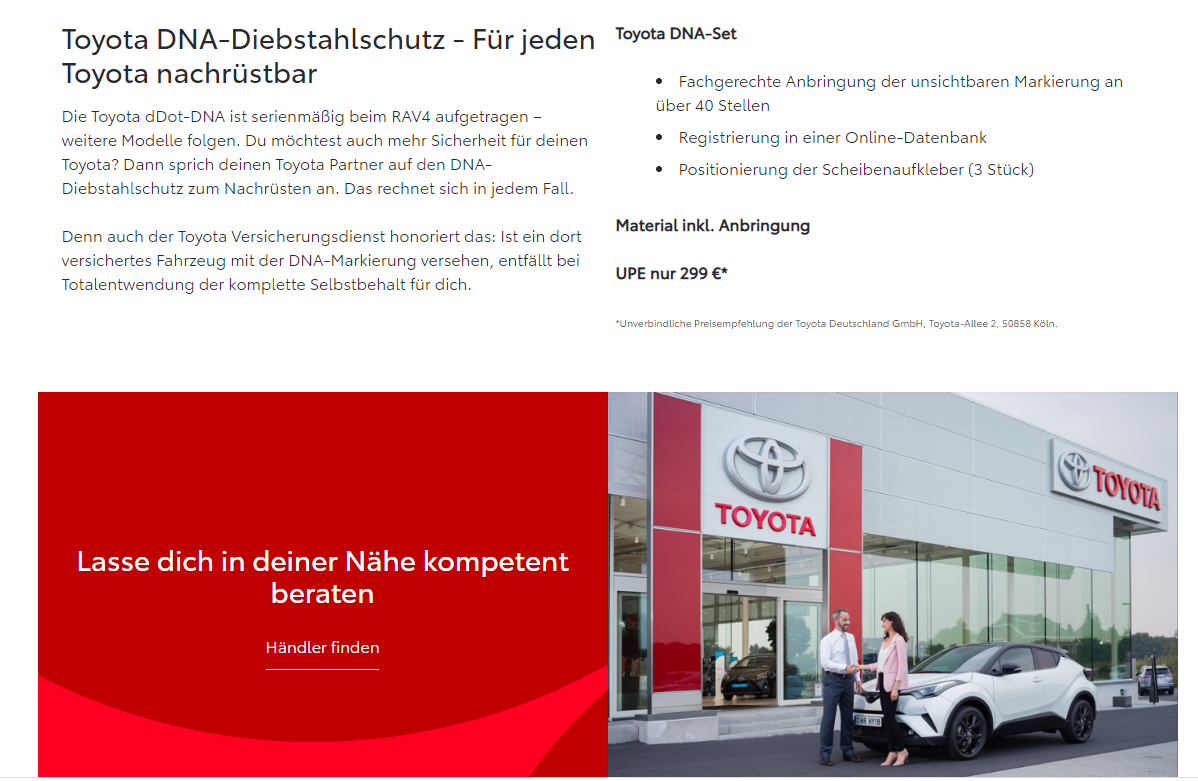 Toyota DNA-Diebstahlschutz - Für jeden
Toyota nachrüstbar
Die Toyota dDot-DNA ist serienmäßig beim RAV4 aufgetragen –
weitere Modelle folgen. Du möchtest auch mehr Sicherheit für deinen
Toyota? Dann sprich deinen Toyota Partner auf den DNA-
Diebstahlschutz zum Nachrüsten an. Das rechnet sich in jedem Fall.
Denn auch der Toyota Versicherungsdienst honoriert das: Ist ein dort
versichertes Fahrzeug mit der DNA-Markierung versehen, entfällt bei
Totalentwendung der komplette Selbstbehalt für dich.
Toyota DNA-Set
• Fachgerechte Anbringung der unsichtbaren Markierung an
über 40 Stellen
• Registrierung in einer Online-Datenbank
• Positionierung der Scheibenaufkleber (3 Stück)
Material inkl. Anbringung
UPE nur 299 €*
*Unverbindliche Preisempfehlung der Toyota Deutschland GmbH, Toyota-Allee 2, 50858 Köln.
Lasse dich in deiner Nähe kompetent
beraten
Händler finden
TOYOTA
TOYOTA